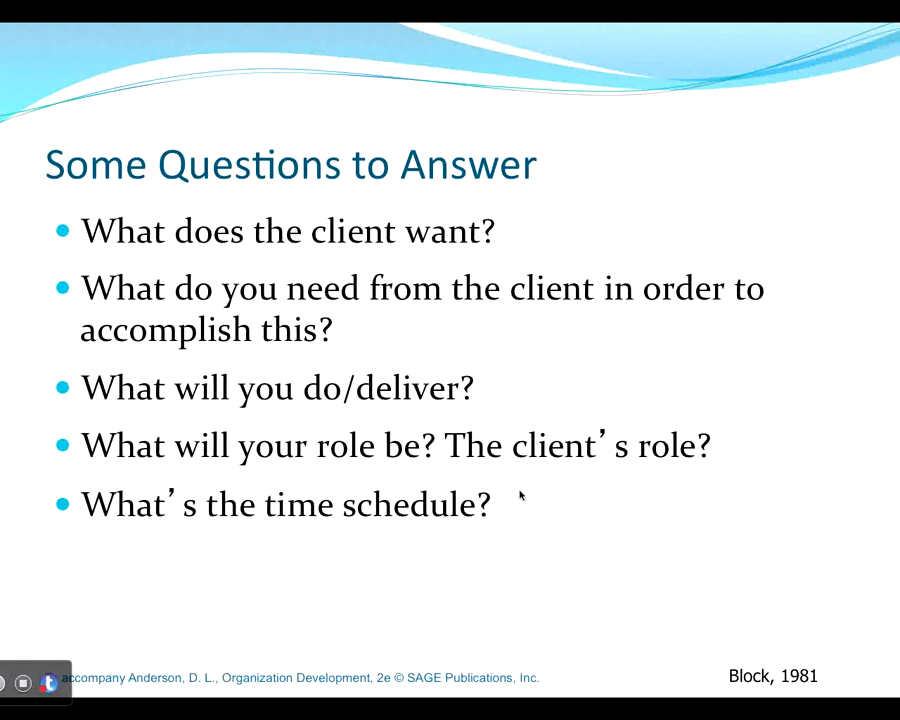 Some Questions to Answer
• What does the client want?
• What do you need from the client in order to
accomplish this?
• What will you do/deliver?
• What will your role be? The client’s role?
• What’s the time schedule?
accompany Anderson, D. L., Organization Development, 2e © SAGE Publications, Inc.
Block, 1981